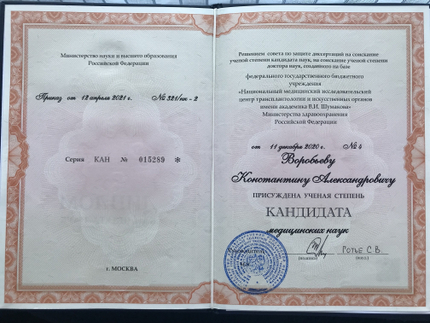 Министерство науки и высшего образования
Российской Федерации
Приказ от 12 апреля 2021 г. № 321/нк - 2
Серия КАН № 015289 *
г. МОСКВА
Решением совета по защите диссертаций на соискание
ученой степени кандидата наук, на соискание ученой степени
доктора наук, созданного на базе
федерального государственного бюджетного
учреждения
«Национальный медицинский исследовательский
центр трансплантологии и искусственных органов
имени академика В.И. Шумакова»
Министерства здравоохранения
Российской Федерации
от 11 декабря 2020 г. № 4
Воробьеву
Константину Александровичу
ПРИСУЖДЕНА УЧЕНАЯ СТЕПЕНЬ
КАНДИДАТА
медицинских наук
Готье С.В.